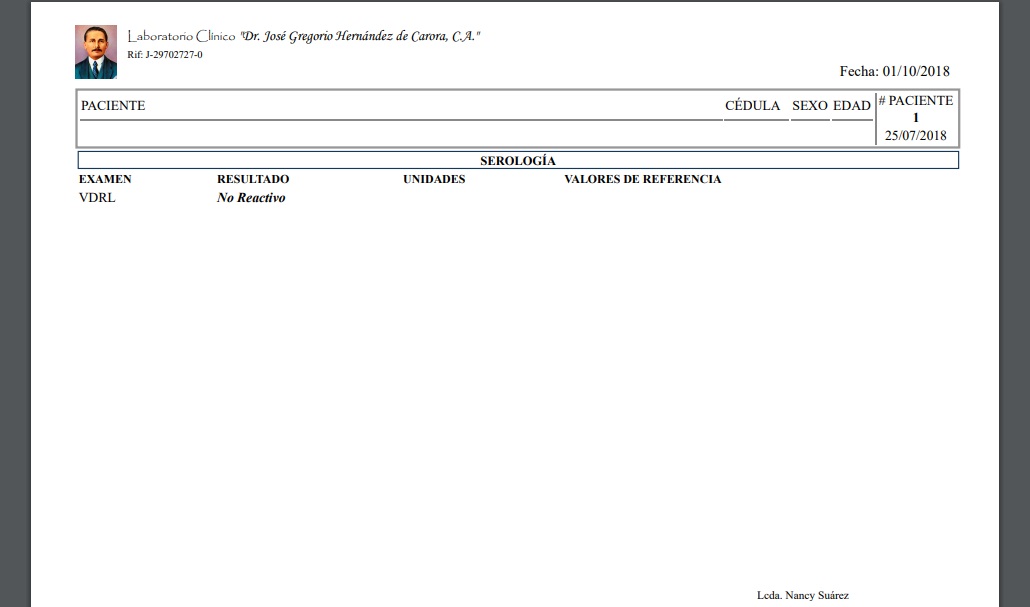 Laboratorio Clínico "Dr. José Gregorio Hernández de Carora, C.A."
Rif: J-29702727-0
Fecha: 01/10/2018
PACIENTE CÉDULA SEXO EDAD # PACIENTE
1
25/07/2018
SEROLOGÍA
EXAMEN RESULTADO UNIDADES VALORES DE REFERENCIA
VDRL No Reactivo
Lcda. Nancy Suárez